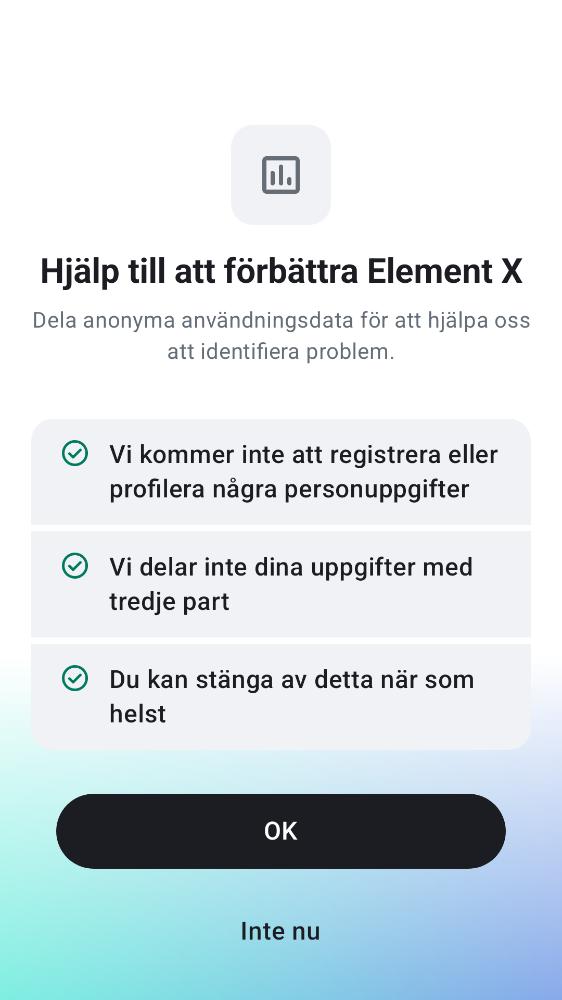 Hjälp till att förbättra Element X
Dela anonyma användningsdata för att hjälpa oss
att identifiera problem.
Vi kommer inte att registrera eller
profilera några personuppgifter
Vi delar inte dina uppgifter med
tredje part
Du kan stänga av detta när som
helst
OK
Inte nu